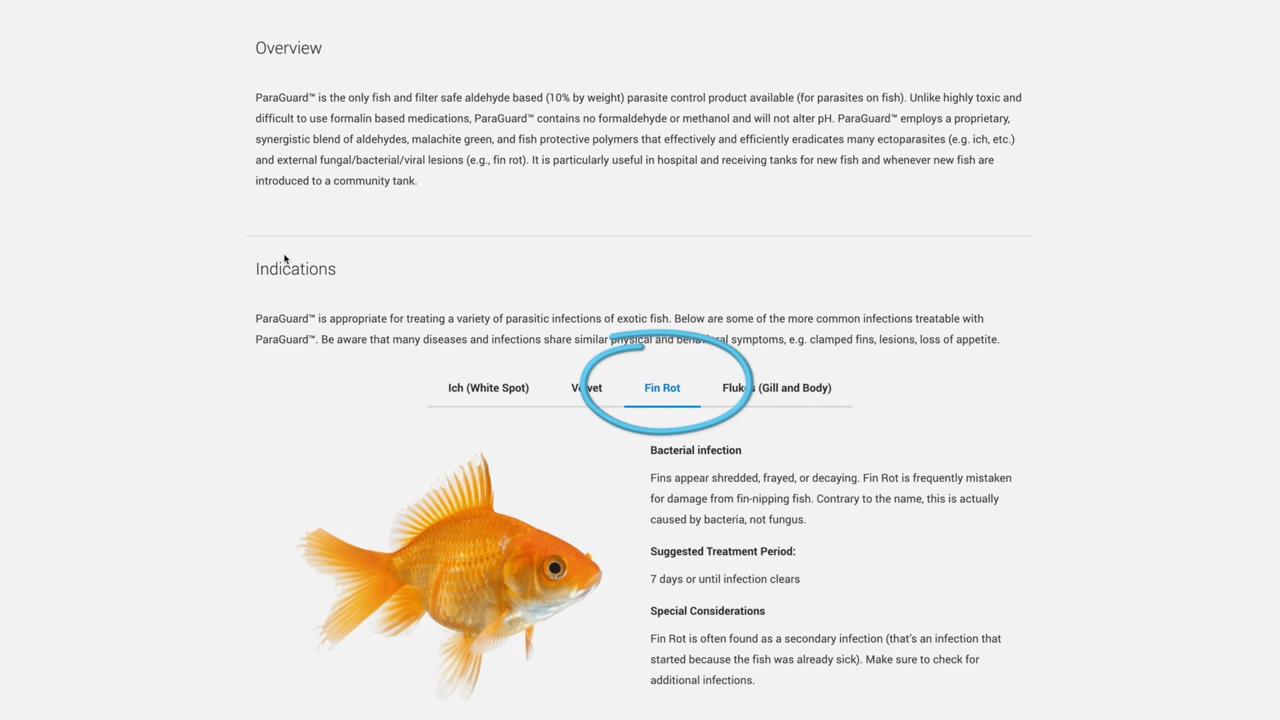 Overview
ParaGuard™ is the only fish and filter safe aldehyde based (10% by weight) parasite control product available (for parasites on fish). Unlike highly toxic and
difficult to use formalin based medications, ParaGuard™ contains no formaldehyde or methanol and will not alter pH. ParaGuard™ employs a proprietary,
synergistic blend of aldehydes, malachite green, and fish protective polymers that effectively and efficiently eradicates many ectoparasites (e.g. ich, etc.)
and external fungal/bacterial/viral lesions (e.g., fin rot). It is particularly useful in hospital and receiving tanks for new fish and whenever new fish are
introduced to a community tank.
Indications
ParaGuard™ is appropriate for treating a variety of parasitic infections of exotic fish. Below are some of the more common infections treatable with
ParaGuard™. Be aware that many diseases and infections share similar physical and behavioral symptoms, e.g. clamped fins, lesions, loss of appetite.
Ich (White Spot) Velvet Fin Rot Flukes (Gill and Body)
Bacterial infection
Fins appear shredded, frayed, or decaying. Fin Rot is frequently mistaken
for damage from fin-nipping fish. Contrary to the name, this is actually
caused by bacteria, not fungus.
Suggested Treatment Period:
7 days or until infection clears
Special Considerations
Fin Rot is often found as a secondary infection (that's an infection that
started because the fish was already sick). Make sure to check for
additional infections.